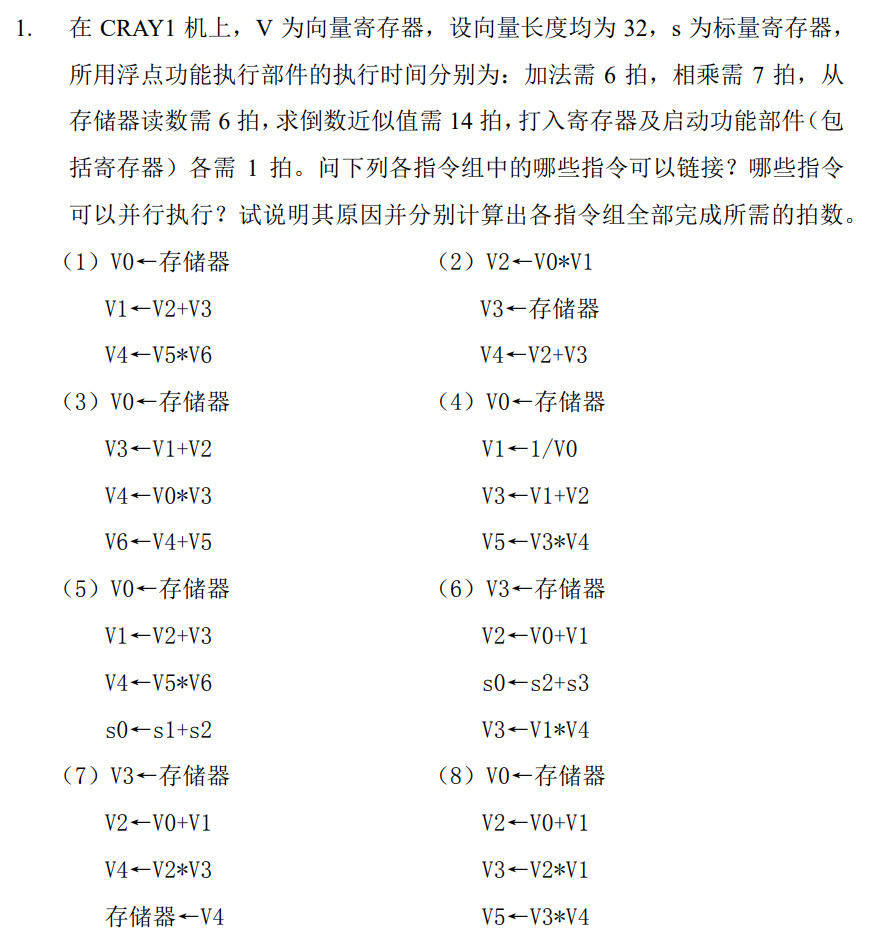 1. 在 CRAY1 机上，V 为向量寄存器，设向量长度均为 32，s 为标量寄存器，
所用浮点功能执行部件的执行时间分别为：加法需 6 拍，相乘需 7 拍，从
存储器读数需 6 拍，求倒数近似值需 14 拍，打入寄存器及启动功能部件（包
括寄存器）各需 1 拍。问下列各指令组中的哪些指令可以链接？哪些指令
可以并行执行？试说明其原因并分别计算出各指令组全部完成所需的拍数。
（1）V0←存储器 （2）V2←V0*V1
V1←V2+V3 V3←存储器
V4←V5*V6 V4←V2+V3
（3）V0←存储器 （4）V0←存储器
V3←V1+V2 V1←1/V0
V4←V0*V3 V3←V1+V2
V6←V4+V5 V5←V3*V4
（5）V0←存储器 （6）V3←存储器
V1←V2+V3 V2←V0+V1
V4←V5*V6 s0←s2+s3
s0←s1+s2 V3←V1*V4
（7）V3←存储器 （8）V0←存储器
V2←V0+V1 V2←V0+V1
V4←V2*V3 V3←V2*V1
存储器←V4 V5←V3*V4